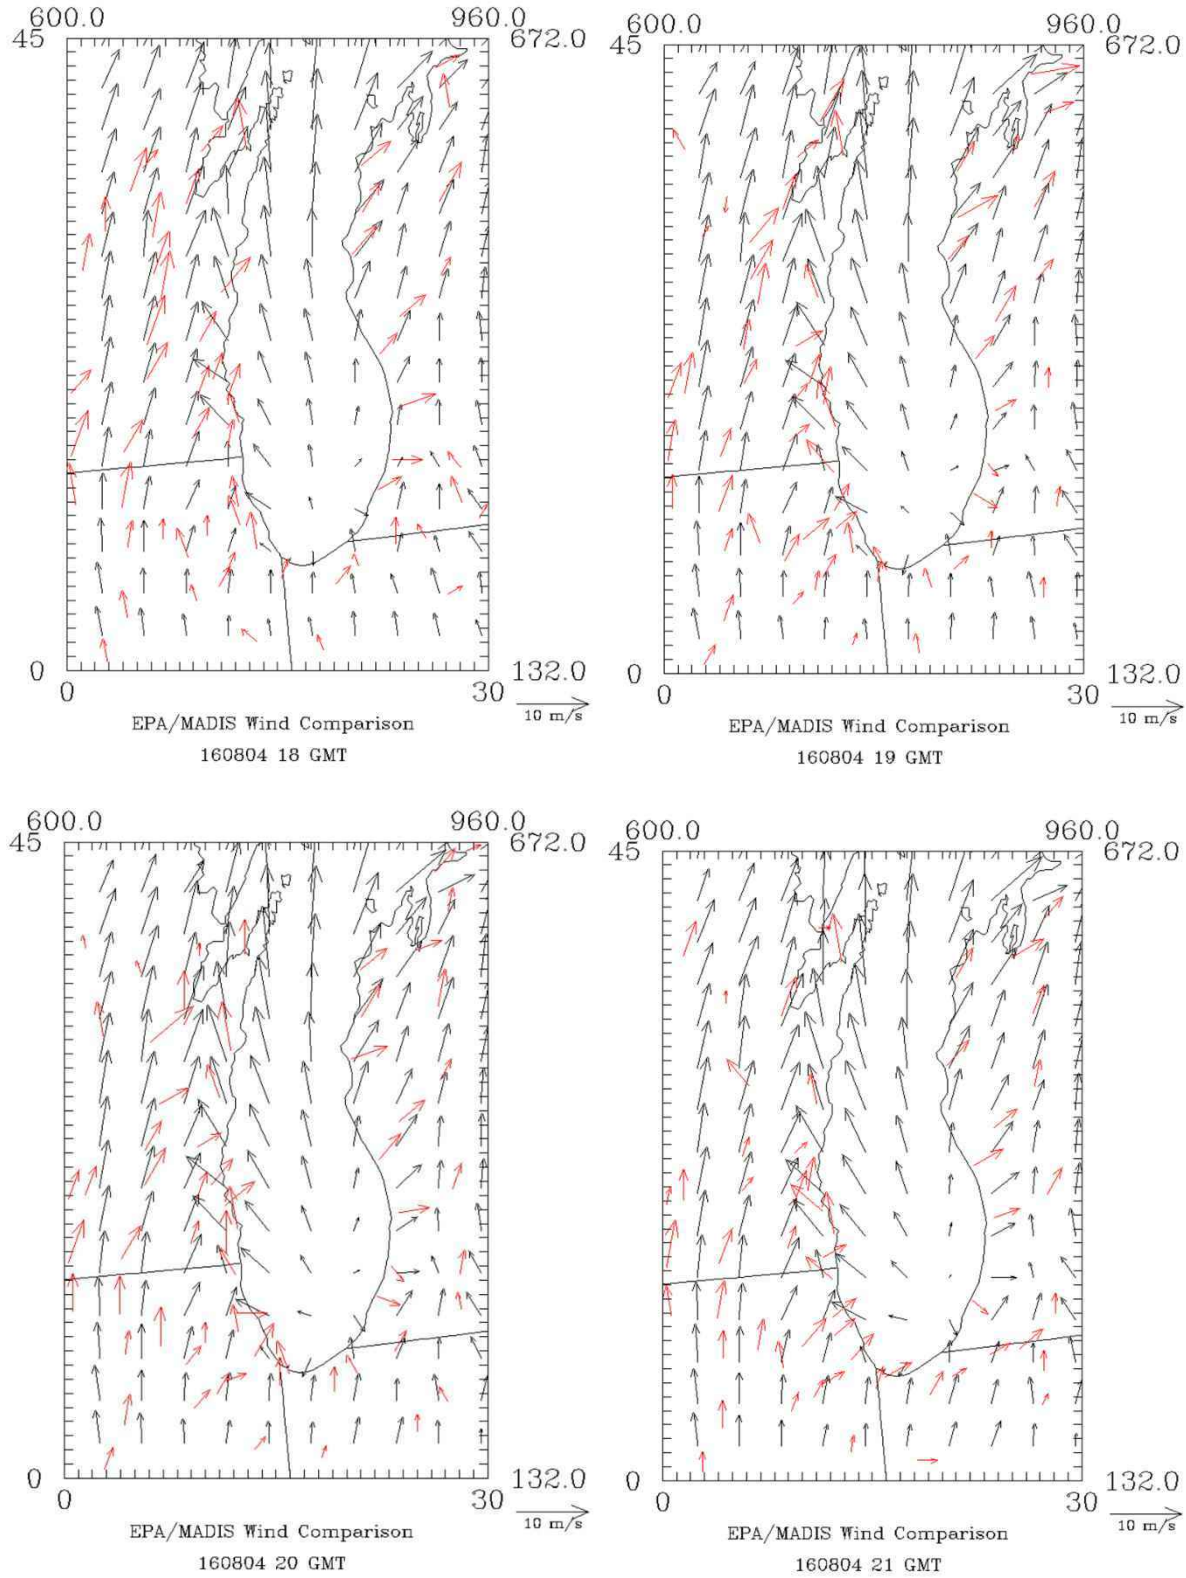 600.0 960.0
45 672.0
0 132.0
0 30
10 m/s
EPA/MADIS Wind Comparison
160804 18 GMT
600.0 960.0
45 672.0
0 132.0
0 30
10 m/s
EPA/MADIS Wind Comparison
160804 19 GMT
600.0 960.0
45 672.0
0 132.0
0 30
10 m/s
EPA/MADIS Wind Comparison
160804 20 GMT
600.0 960.0
45 672.0
0 132.0
0 30
10 m/s
EPA/MADIS Wind Comparison
160804 21 GMT